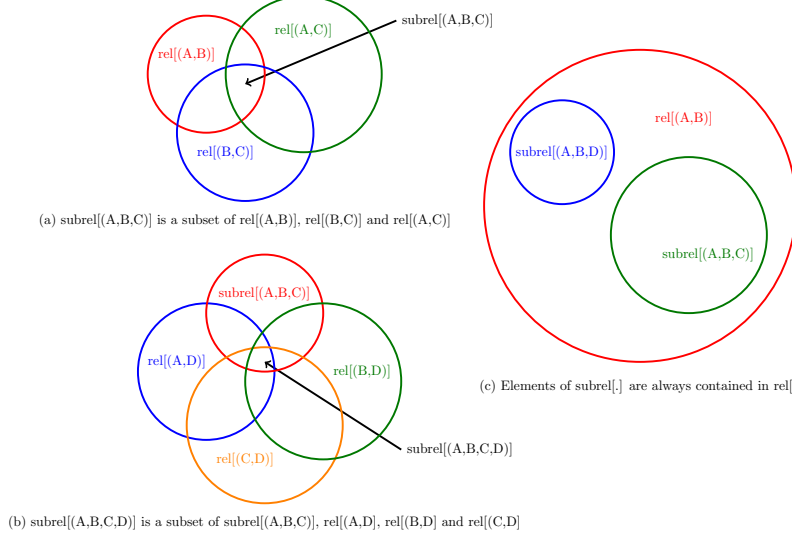 rel[(A,C)]
subrel[(A,B,C)]
rel[(A,B)]
rel[(B,C)]
(a) subrel[(A,B,C)] is a subset of rel[(A,B)], rel[(B,C)] and rel[(A,C)]
subrel[(A,B,C)]
rel[(A,D)]
rel[(B,D)]
subrel[(A,B,C,D)]
rel[(C,D)]
(b) subrel[(A,B,C,D)] is a subset of subrel[(A,B,C)], rel[(A,D], rel[(B,D] and rel[(C,D]
rel[(A,B)]
subrel[(A,B,D)]
subrel[(A,B,C)]
(c) Elements of subrel[.] are always contained in rel[